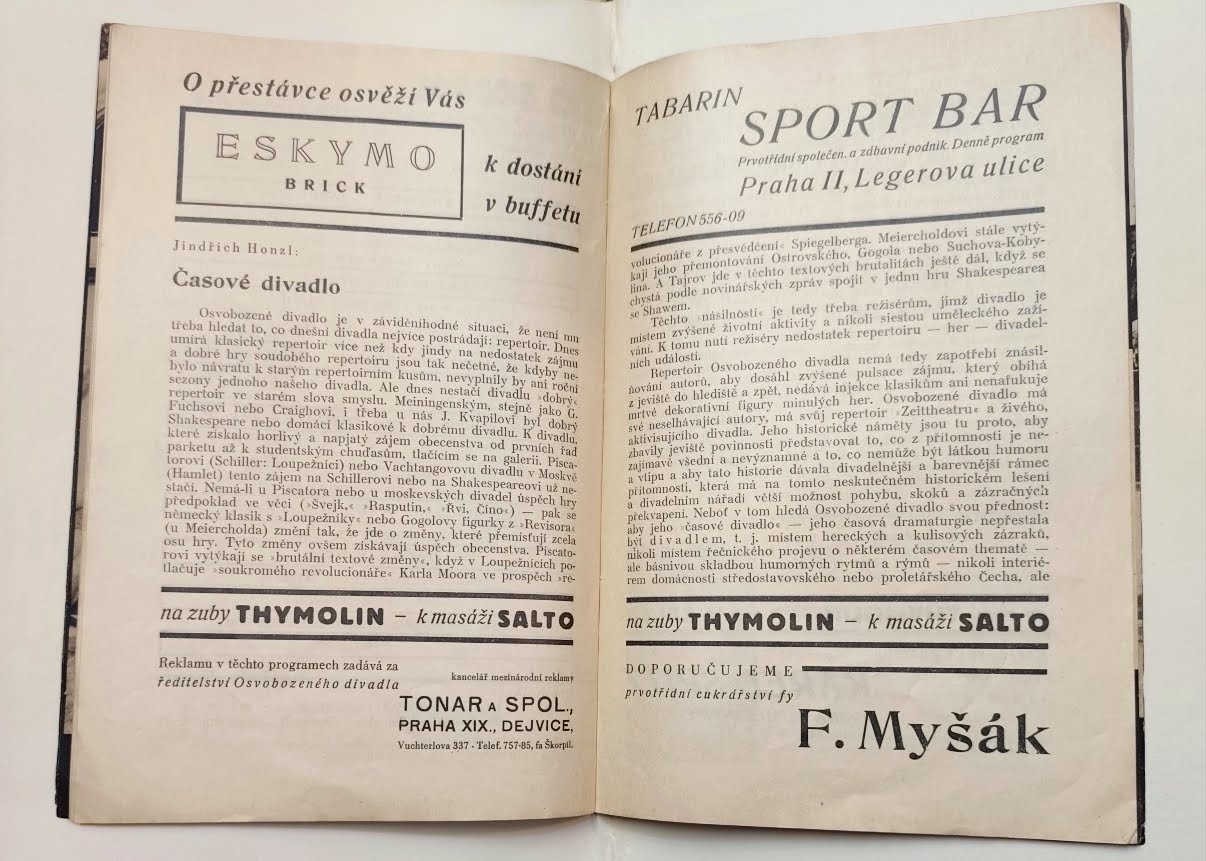 O přestávce osvěží Vás
ESKYMO
BRICK
k dostání
v buffetu
Jindřich Honzl:
Časové divadlo
Osvobozené divadlo je v záviděníhodné situaci, že není mu
třeba hledat to, co dnešní divadla nejvíce postrádají: repertoir. Dnes
umírá klasický repertoir více než kdy jindy na nedostatek zájmu
a dobré hry soudobého repertoiru jsou tak nečetné, že kdyby ne-
bylo návratu k starým repertoirním kusům, nevyplnily by ani roční
sezony jednoho našeho divadla. Ale dnes nestačí divadlu »dobrý«
repertoir ve starém slova smyslu. Meiningenským, stejně jako G.
Fuchsovi nebo Craighovi, i třeba u nás J. Kvapilovi byl dobrý
Shakespeare nebo domácí klasikové k dobrému divadlu. K divadlu,
které získalo horlivý a napjatý zájem obecenstva od prvních řad
parketu až k studentským chuďasům, tlačícím se na galerii. Pisca-
torovi (Schiller: Loupežníci) nebo Vachtangovovu divadlu v Moskvě
(Hamlet) tento zájem na Schillerovi nebo na Shakespeareovi už ne-
stačí. Nemá-li u Piscatora nebo u moskevských divadel úspěch hry
předpoklad ve věci (»Švejk,« »Rasputin,« »Řvi, Číno«) — pak se
německý klasik s »Loupežníky« nebo Gogolovy figurky z »Revisora«
(u Meiercholda) změní tak, že jde o změny, které přemisťují zcela
osu hry. Tyto změny ovšem získávají úspěch obecenstva. Piscato-
rovi vytýkají se »brutální textové změny«, když v Loupežnících po-
tlačuje »soukromého revolucionáře« Karla Moora ve prospěch »re-
na zuby THYMOLIN – k masáži SALTO
Reklamu v těchto programech zadává za
ředitelství Osvobozeného divadla
kancelář mezinárodní reklamy
TONAR A SPOL.,
PRAHA XIX., DEJVICE,
Vuchterlova 337 - Telef. 757-85, fa Škorpil.
TABARIN
SPORT BAR
Prvotřídní společen. a zábavní podnik. Denně program
Praha II, Legerova ulice
TELEFON 556-09
volucionáře z přesvědčení« Spiegelberga. Meiercholdovi stále vytý-
kají jeho přemontování Ostrovského, Gogola nebo Suchova-Koby-
lina. A Tajrov jde v těchto textových brutalitách ještě dál, když se
chystá podle novinářských zpráv spojit v jednu hru Shakespearea
se Shawem.
Těchto »násilností« je tedy třeba režisérům, jimž divadlo je
místem zvýšené životní aktivity a nikoli siestou uměleckého zaží-
vání. K tomu nutí režiséry nedostatek repertoiru — her — divadel-
ních událostí.
Repertoir Osvobozeného divadla nemá tedy zapotřebí znásil-
ňování autorů, aby dosáhl zvýšené pulsace zájmu, který obíhá
z jeviště do hlediště a zpět, nedává injekce klasikům ani nenafukuje
mrtvé dekorativní figury minulých her. Osvobozené divadlo má
své neselhávající autory, má svůj repertoir »Zeittheatru« a živého,
aktivisujícího divadla. Jeho historické náměty jsou tu proto, aby
zbavily jeviště povinnosti představovat to, co z přítomnosti je ne-
zajímavé všední a nevýznamné a to, co nemůže být látkou humoru
a vtipu a aby tato historie dávala divadelnější a barevnější rámec
přítomnosti, která má na tomto neskutečném historickém lešení
a divadelním nářadí větší možnost pohybu, skoků a zázračných
překvapení. Neboť v tom hledá Osvobozené divadlo svou přednost:
aby jeho »časové divadlo« — jeho časová dramaturgie nepřestala
být divadlem, t. j. místem hereckých a kulisových zázraků,
nikoli místem řečnického projevu o některém časovém thematě —
ale básnivou skladbou humorných rytmů a rýmů — nikoli interié-
rem domácnosti středostavovského nebo proletářského Čecha, ale
na zuby THYMOLIN – k masáži SALTO
DOPORUČUJEME
prvotřídní cukrářství fy
F. Myšák